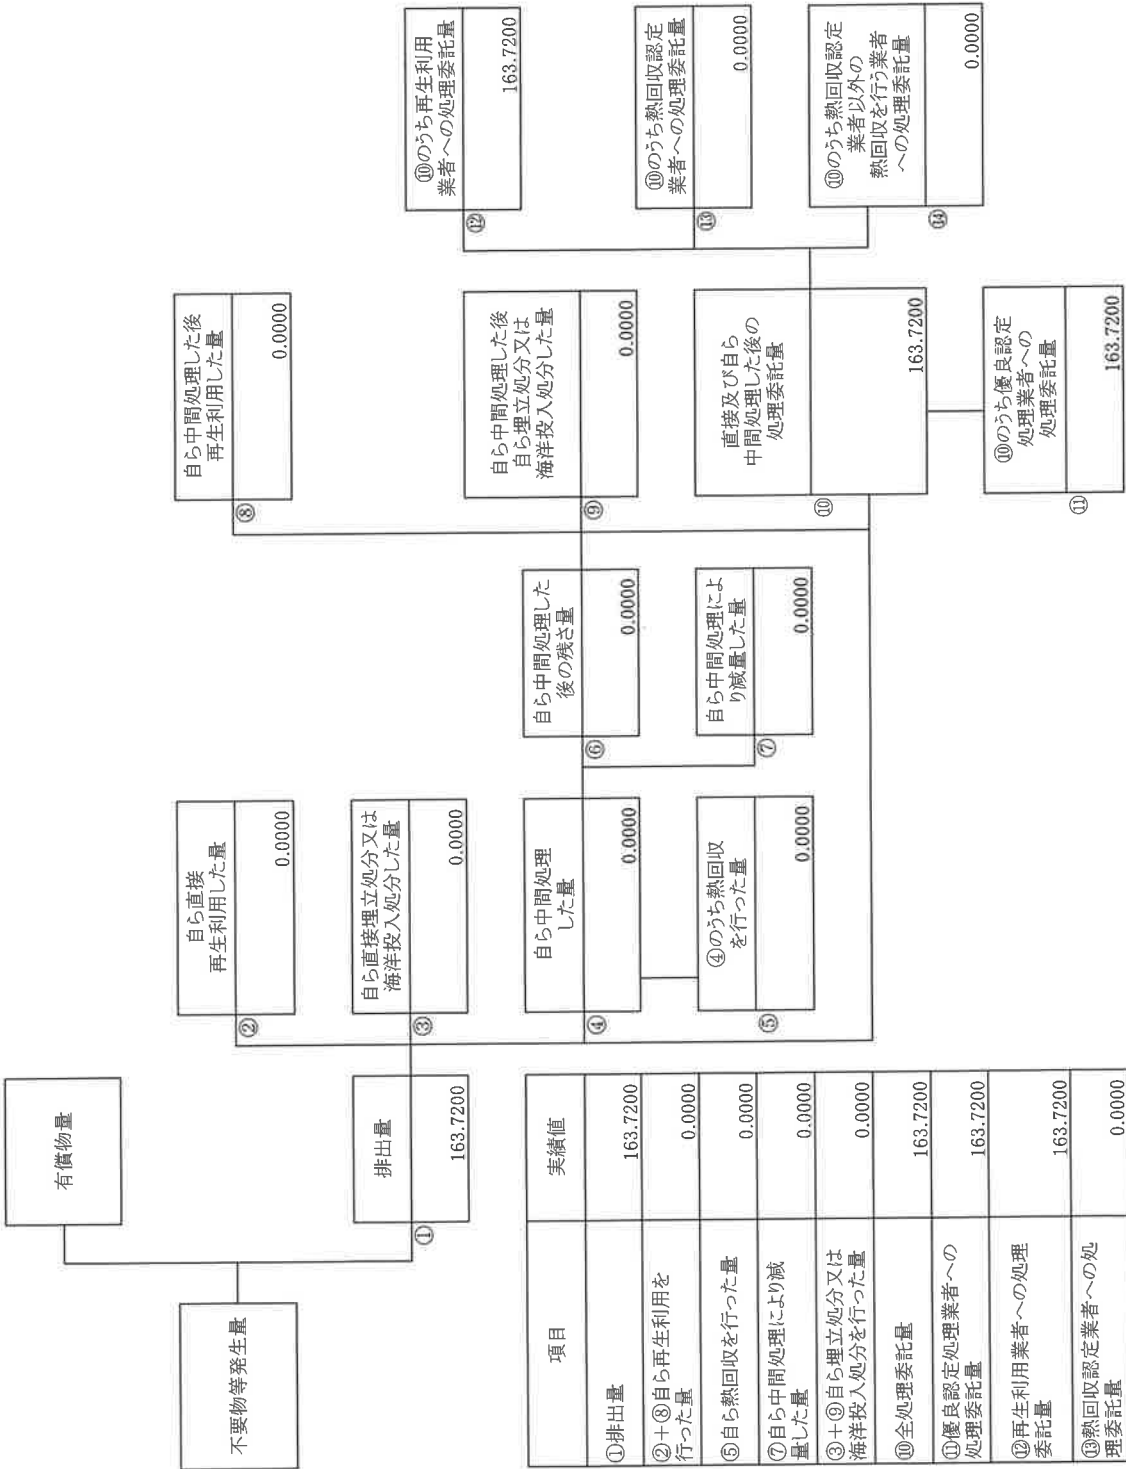 不要物等発生量
有償物量
排出量
①
163.7200
自ら直接
再生利用した量
②
0.0000
自ら直接埋立処分又は
海洋投入処分した量
③
0.0000
自ら中間処理
した量
④
0.0000
④のうち熱回収
を行った量
⑤
0.0000
自ら中間処理した
後の残さ量
⑥
0.0000
自ら中間処理によ
り減量した量
⑦
0.0000
自ら中間処理した後
再生利用した量
⑧
0.0000
自ら中間処理した後
自ら埋立処分又は
海洋投入処分した量
⑨
0.0000
直接及び自ら
中間処理した後の
処理委託量
⑩
163.7200
⑩のうち優良認定
処理業者への
処理委託量
⑪
163.7200
⑩のうち再生利用
業者への処理委託量
⑫
163.7200
⑩のうち熱回収認定
業者への処理委託量
⑬
0.0000
⑩のうち熱回収認定
業者以外の
熱回収を行う業者
への処理委託量
⑭
0.0000
項目 実績値
①排出量 163.7200
②+⑧自ら再生利用を
行った量 0.0000
⑤自ら熱回収を行った量 0.0000
⑦自ら中間処理により減
量した量 0.0000
③+⑨自ら埋立処分又は
海洋投入処分を行った量 0.0000
⑩全処理委託量 163.7200
⑪優良認定処理業者への
処理委託量 163.7200
⑫再生利用業者への処理
委託量 163.7200
⑬熱回収認定業者への処
理委託量 0.0000